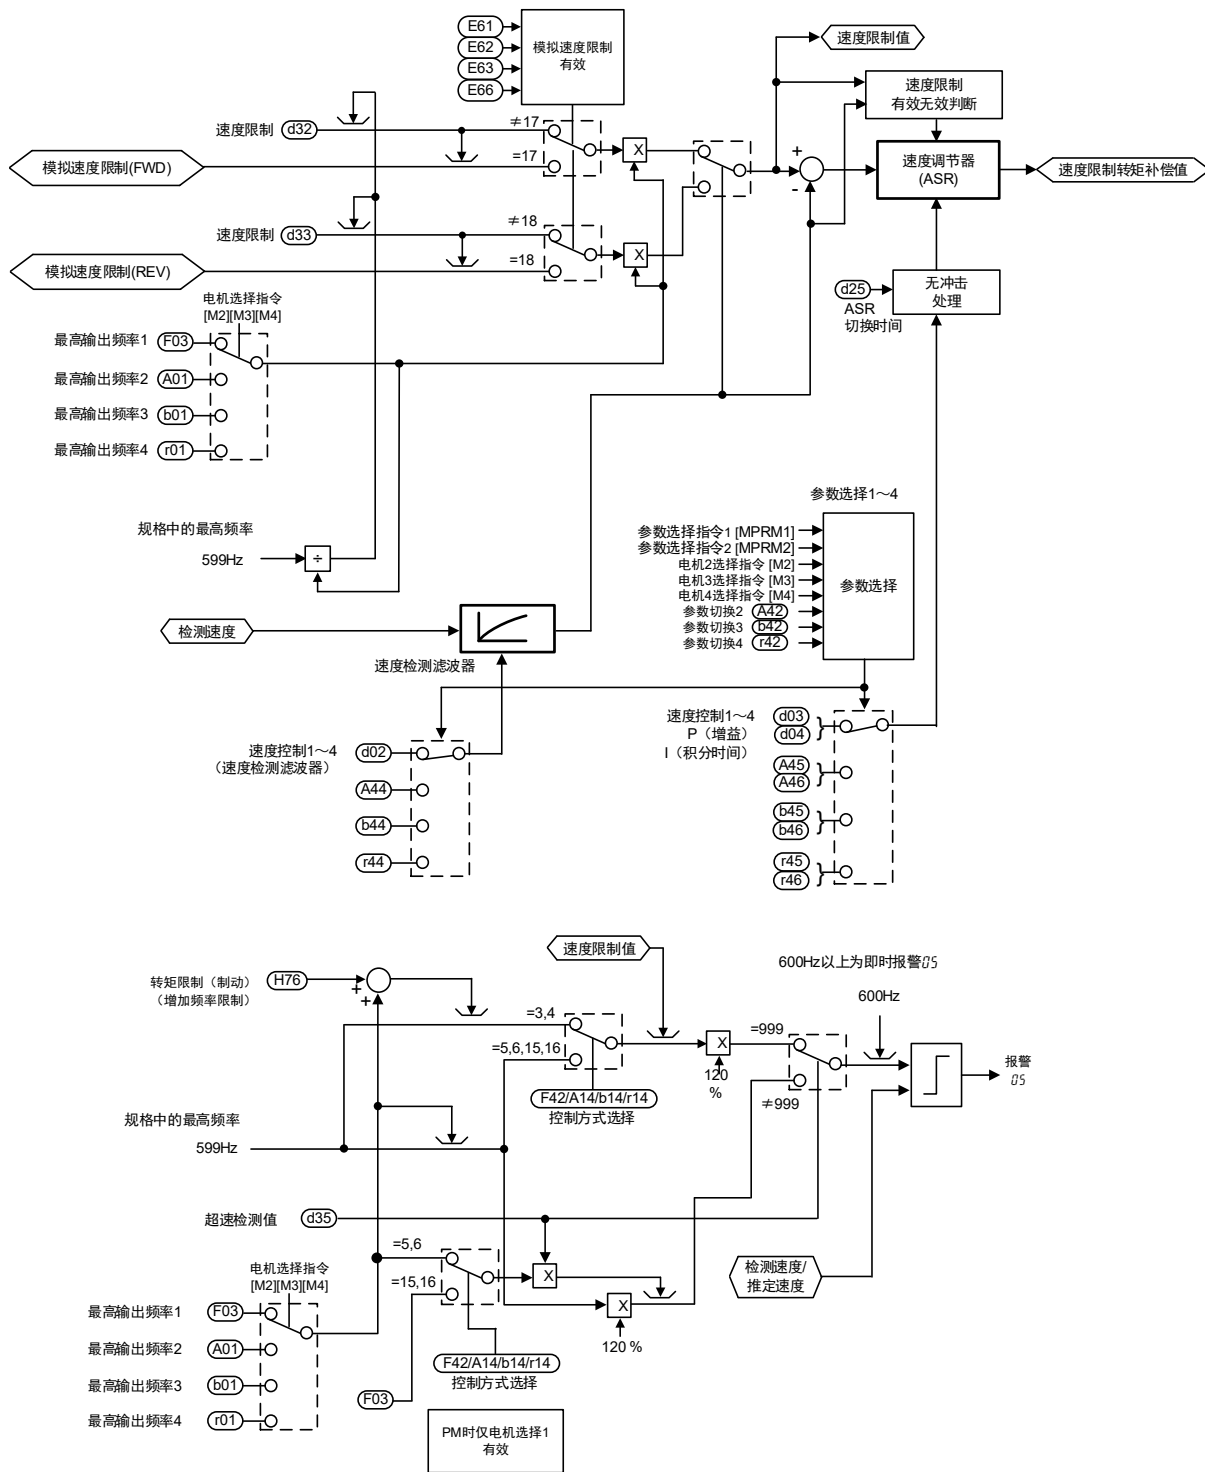 E61
E62
E63
E66
模拟速度限制
有效
速度限制值
速度限制
有效无效判断
速度限制 d32
≠17
=17
X
模拟速度限制(FWD)
+
-
速度调节器
(ASR)
速度限制转矩补偿值
速度限制 d33
≠18
=18
X
模拟速度限制(REV)
d25
ASR
切换时间
无冲击
处理
电机选择指令
[M2][M3][M4]
最高输出频率1 F03
最高输出频率2 A01
最高输出频率3 b01
最高输出频率4 r01
规格中的最高频率
599Hz
÷
参数选择1～4
参数选择指令1 [MPRM1]
参数选择指令2 [MPRM2]
电机2选择指令 [M2]
电机3选择指令 [M3]
电机4选择指令 [M4]
参数切换2 A42
参数切换3 b42
参数切换4 r42
参数选择
检测速度
速度检测滤波器
速度控制1～4
（速度检测滤波器）
d02
A44
b44
r44
速度控制1～4
P（增益）
I（积分时间）
d03
d04
A45
A46
b45
b46
r45
r46
速度限制值
600Hz以上为即时报警05
600Hz
转矩限制（制动）
（增加频率限制）
H76
+
+
=3,4
=5,6,15,16
X
120
%
=999
≠999
报警
05
F42/A14/b14/r14
控制方式选择
规格中的最高频率
599Hz
超速检测值 d35
=5,6
=15,16
X
X
120 %
检测速度/
推定速度
电机选择指令
[M2][M3][M4]
最高输出频率1 F03
最高输出频率2 A01
最高输出频率3 b01
最高输出频率4 r01
F42/A14/b14/r14
控制方式选择
F03
PM时仅电机选择1
有效